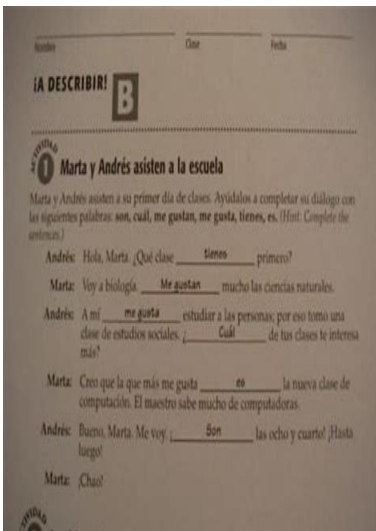 Nombre Clase Fecha
¡A DESCRIBIR! B
ACTIVIDAD
1 Marta y Andrés asisten a la escuela
Marta y Andrés asisten a su primer día de clases. Ayúdalos a completar su diálogo con
las siguientes palabras: son, cuál, me gustan, me gusta, tienes, es. (Hint: Complete the
sentences.)
Andrés: Hola, Marta. ¿Qué clase tienes primero?
Marta: Voy a biología. Me gustan mucho las ciencias naturales.
Andrés: A mí me gusta estudiar a las personas; por eso tomo una
clase de estudios sociales. ¿ Cuál de tus clases te interesa
más?
Marta: Creo que la que más me gusta es la nueva clase de
computación. El maestro sabe mucho de computadoras.
Andrés: Bueno, Marta. Me voy. ¡ Son las ocho y cuarto! ¡Hasta
luego!
Marta: ¡Chao!